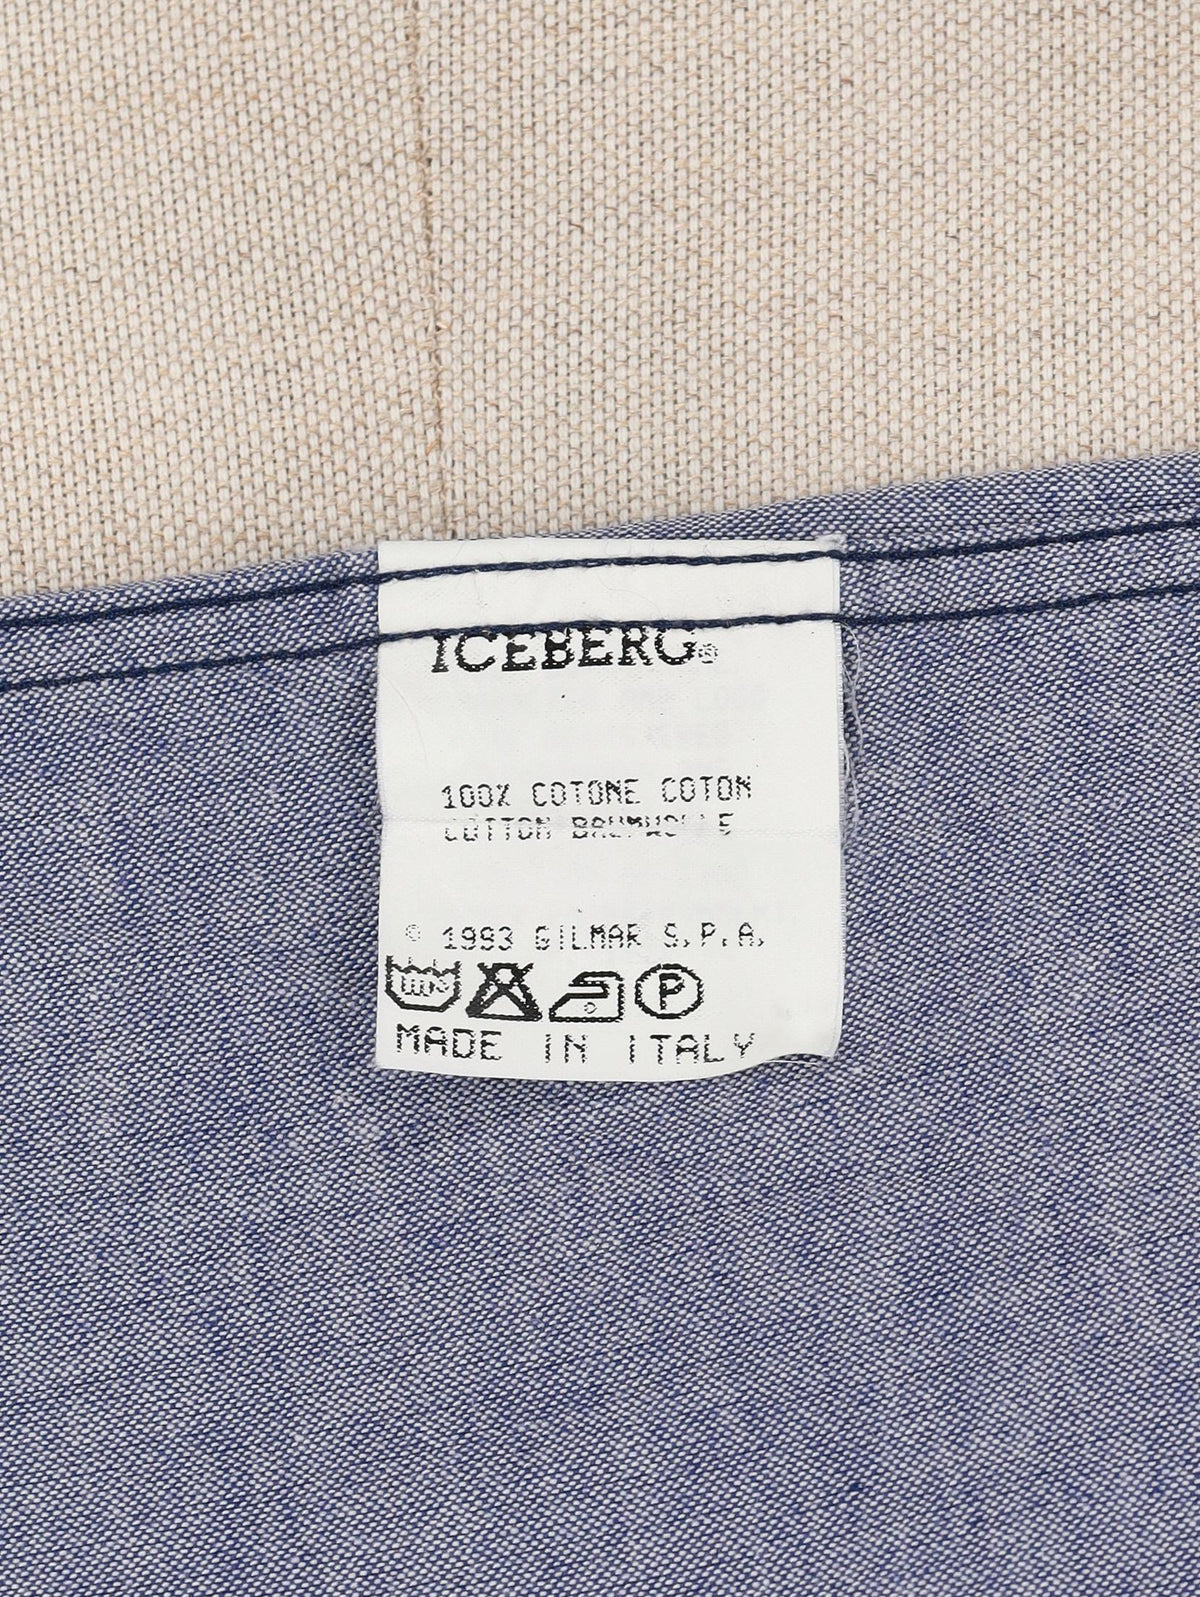 ICEBERG®
100% COTONE COTON
COTTON BAUMWOLLE
© 1993 GILMAR S.P.A.
P
MADE IN ITALY